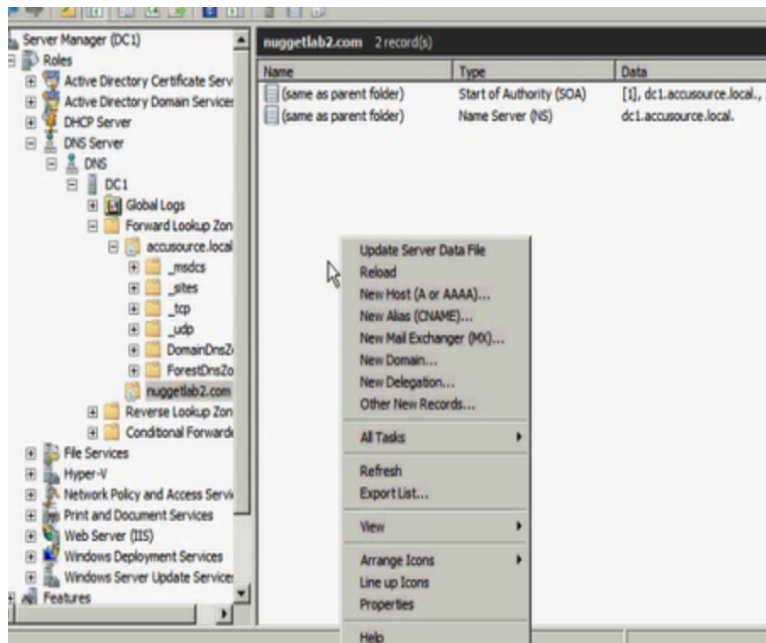 Server Manager (DC1)
Roles
Active Directory Certificate Serv
Active Directory Domain Services
DHCP Server
DNS Server
DNS
DC1
Global Logs
Forward Lookup Zon
accusource.local
_msdcs
_sites
_tcp
_udp
DomainDnsZo
ForestDnsZo
nuggetlab2.com
Reverse Lookup Zon
Conditional Forwarde
File Services
Hyper-V
Network Policy and Access Servi
Print and Document Services
Web Server (IIS)
Windows Deployment Services
Windows Server Update Services
Features
nuggetlab2.com 2 record(s)
Name Type Data
(same as parent folder) Start of Authority (SOA) [1], dc1.accusource.local.,
(same as parent folder) Name Server (NS) dc1.accusource.local.
Update Server Data File
Reload
New Host (A or AAAA)...
New Alias (CNAME)...
New Mail Exchanger (MX)...
New Domain...
New Delegation...
Other New Records...
All Tasks
Refresh
Export List...
View
Arrange Icons
Line up Icons
Properties
Help